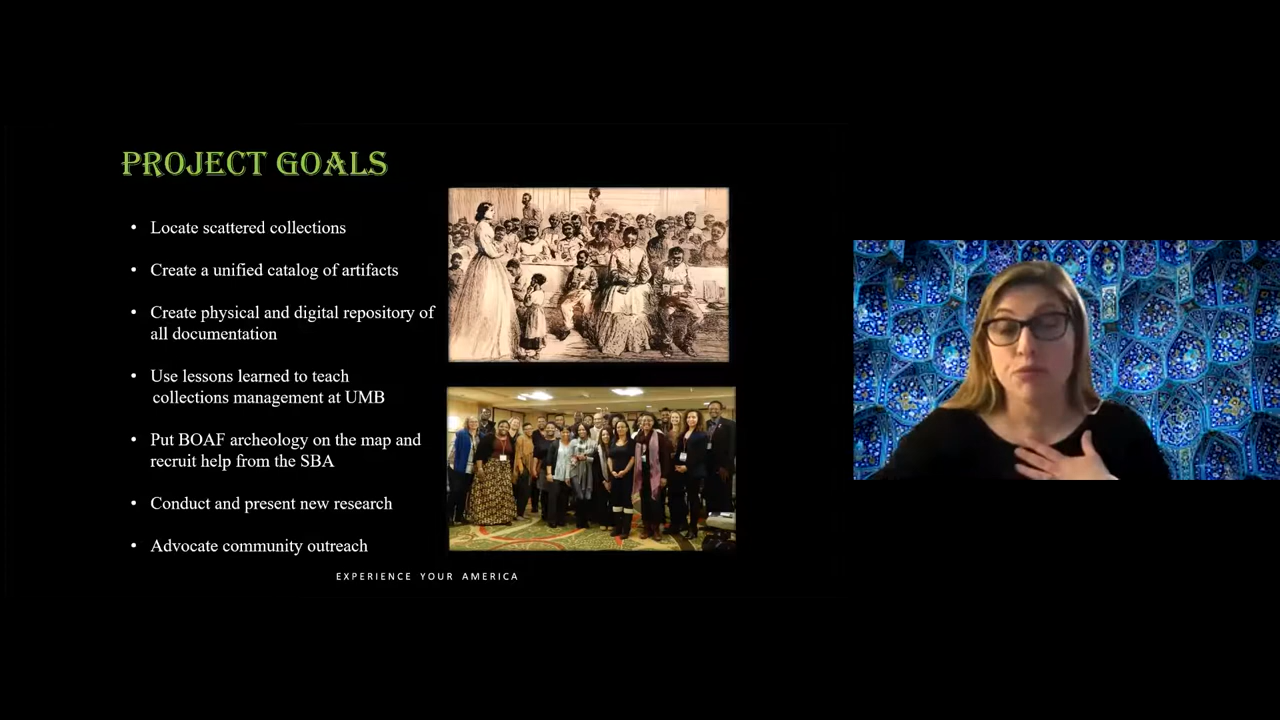 PROJECT GOALS
• Locate scattered collections
• Create a unified catalog of artifacts
• Create physical and digital repository of
all documentation
• Use lessons learned to teach
collections management at UMB
• Put BOAF archeology on the map and
recruit help from the SBA
• Conduct and present new research
• Advocate community outreach
EXPERIENCE YOUR AMERICA